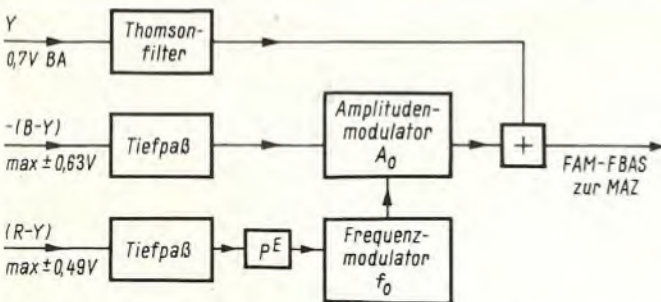 Y
0,7V BA
Thomson-
filter
-(B-Y)
max ±0,63V
Tiefpaß
Amplituden-
modulator
A₀
+
FAM-FBAS
zur MAZ
(R-Y)
max ±0,49V
Tiefpaß
Pᴱ
Frequenz-
modulator
f₀